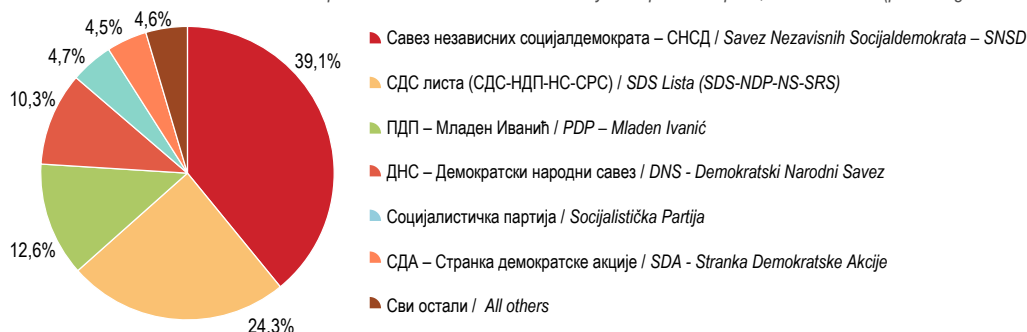 4,6%
4,5%
4,7%
10,3%
12,6%
24,3%
39,1%
Савез независних социјалдемократа – СНСД / Savez Nezavisnih Socijaldemokrata – SNSD
СДС листа (СДС-НДП-НС-СРС) / SDS Lista (SDS-NDP-NS-SRS)
ПДП – Младен Иванић / PDP – Mladen Ivanić
ДНС – Демократски народни савез / DNS - Demokratski Narodni Savez
Социјалистичка партија / Socijalistička Partija
СДА – Странка демократске акције / SDA - Stranka Demokratske Akcije
Сви остали / All others